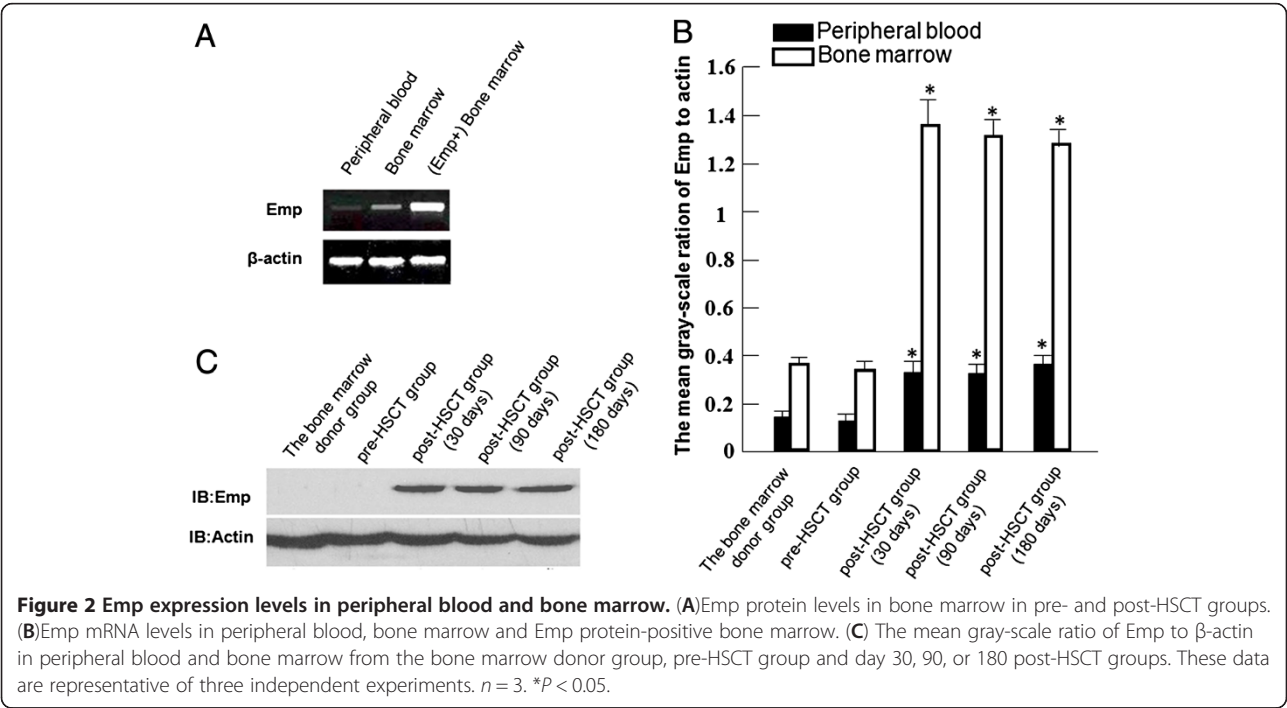 A
Peripheral blood
Bone marrow
(Emp+) Bone marrow
Emp
β-actin
B
Peripheral blood
Bone marrow
The mean gray-scale ration of Emp to actin
1.6
1.4
1.2
1
0.8
0.6
0.4
0.2
0
*
*
*
*
*
*
The bone marrow
donor group
pre-HSCT group
post-HSCT group
(30 days)
post-HSCT group
(90 days)
post-HSCT group
(180 days)
C
The bone marrow
donor group
pre-HSCT group
post-HSCT group
(30 days)
post-HSCT group
(90 days)
post-HSCT group
(180 days)
IB:Emp
IB:Actin
Figure 2 Emp expression levels in peripheral blood and bone marrow. (A)Emp protein levels in bone marrow in pre- and post-HSCT groups.
(B)Emp mRNA levels in peripheral blood, bone marrow and Emp protein-positive bone marrow. (C) The mean gray-scale ratio of Emp to β-actin
in peripheral blood and bone marrow from the bone marrow donor group, pre-HSCT group and day 30, 90, or 180 post-HSCT groups. These data
are representative of three independent experiments. n = 3. *P < 0.05.